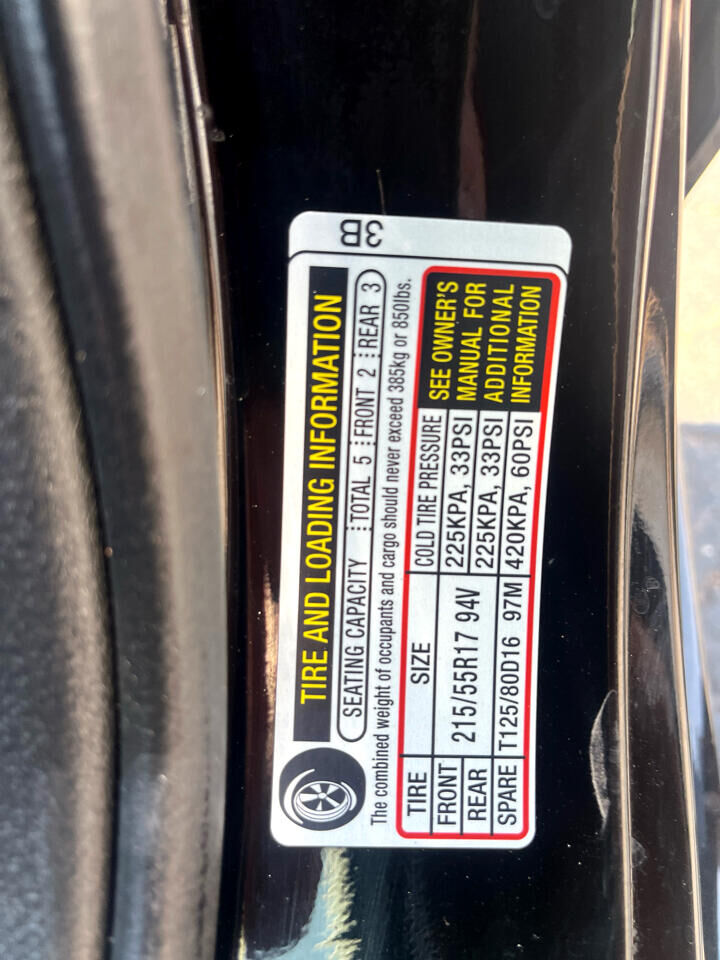 3B
TIRE AND LOADING INFORMATION
SEATING CAPACITY TOTAL 5 FRONT 2 REAR 3
The combined weight of occupants and cargo should never exceed 385kg or 850lbs.
TIRE SIZE COLD TIRE PRESSURE
FRONT 215/55R17 94V 225KPA, 33PSI
REAR 225KPA, 33PSI
SPARE T125/80D16 97M 420KPA, 60PSI
SEE OWNER'S
MANUAL FOR
ADDITIONAL
INFORMATION